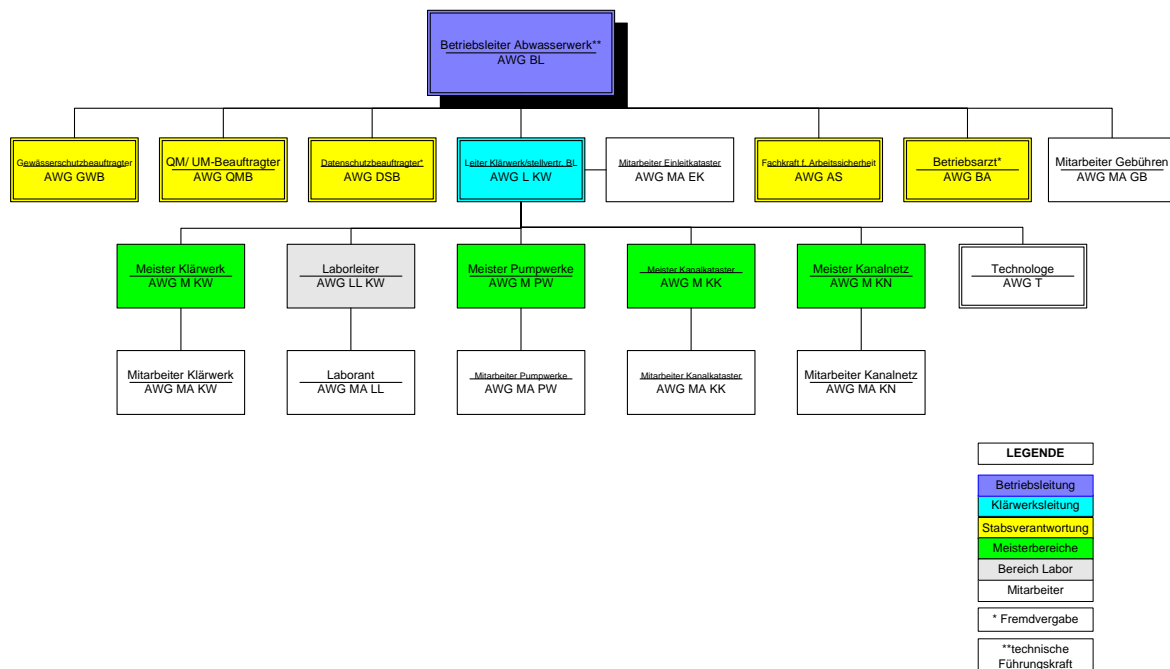 Betriebsleiter Abwasserwerk**
AWG BL
Gewässerschutzbeauftragter
AWG GWB
QM/ UM-Beauftragter
AWG QMB
Datenschutzbeauftragter*
AWG DSB
Leiter Klärwerk/stellvertr. BL
AWG L KW
Mitarbeiter Einleitkataster
AWG MA EK
Fachkraft f. Arbeitssicherheit
AWG AS
Betriebsarzt*
AWG BA
Mitarbeiter Gebühren
AWG MA GB
Meister Klärwerk
AWG M KW
Laborleiter
AWG LL KW
Meister Pumpwerke
AWG M PW
Meister Kanalkataster
AWG M KK
Meister Kanalnetz
AWG M KN
Technologe
AWG T
Mitarbeiter Klärwerk
AWG MA KW
Laborant
AWG MA LL
Mitarbeiter Pumpwerke
AWG MA PW
Mitarbeiter Kanalkataster
AWG MA KK
Mitarbeiter Kanalnetz
AWG MA KN
LEGENDE
Betriebsleitung
Klärwerksleitung
Stabsverantwortung
Meisterbereiche
Bereich Labor
Mitarbeiter
* Fremdvergabe
**technische
Führungskraft